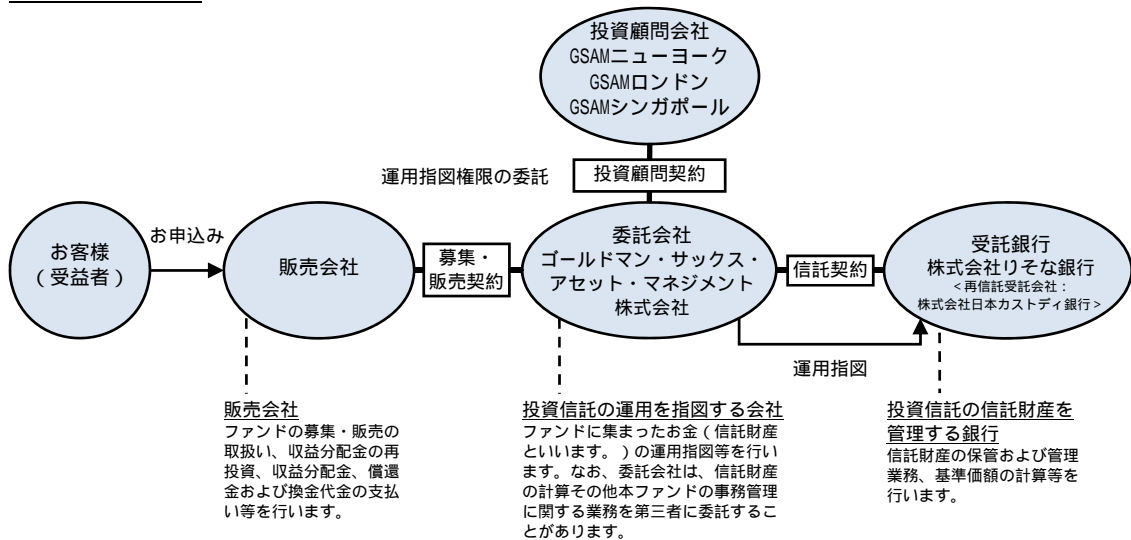 投資顧問会社
GSAMニューヨーク
GSAMロンドン
GSAMシンガポール
運用指図権限の委託
投資顧問契約
お客様
（受益者）
お申込み
販売会社
募集・
販売契約
委託会社
ゴールドマン・サックス・
アセット・マネジメント
株式会社
信託契約
受託銀行
株式会社りそな銀行
＜再信託受託会社：
株式会社日本カストディ銀行＞
運用指図
販売会社
ファンドの募集・販売の
取扱い、収益分配金の再
投資、収益分配金、償還
金および換金代金の支払
い等を行います。
投資信託の運用を指図する会社
ファンドに集まったお金（信託財産
といいます。）の運用指図等を行い
ます。なお、委託会社は、信託財産
の計算その他本ファンドの事務管理
に関する業務を第三者に委託するこ
とがあります。
投資信託の信託財産を
管理する銀行
信託財産の保管および管理
業務、基準価額の計算等を
行います。